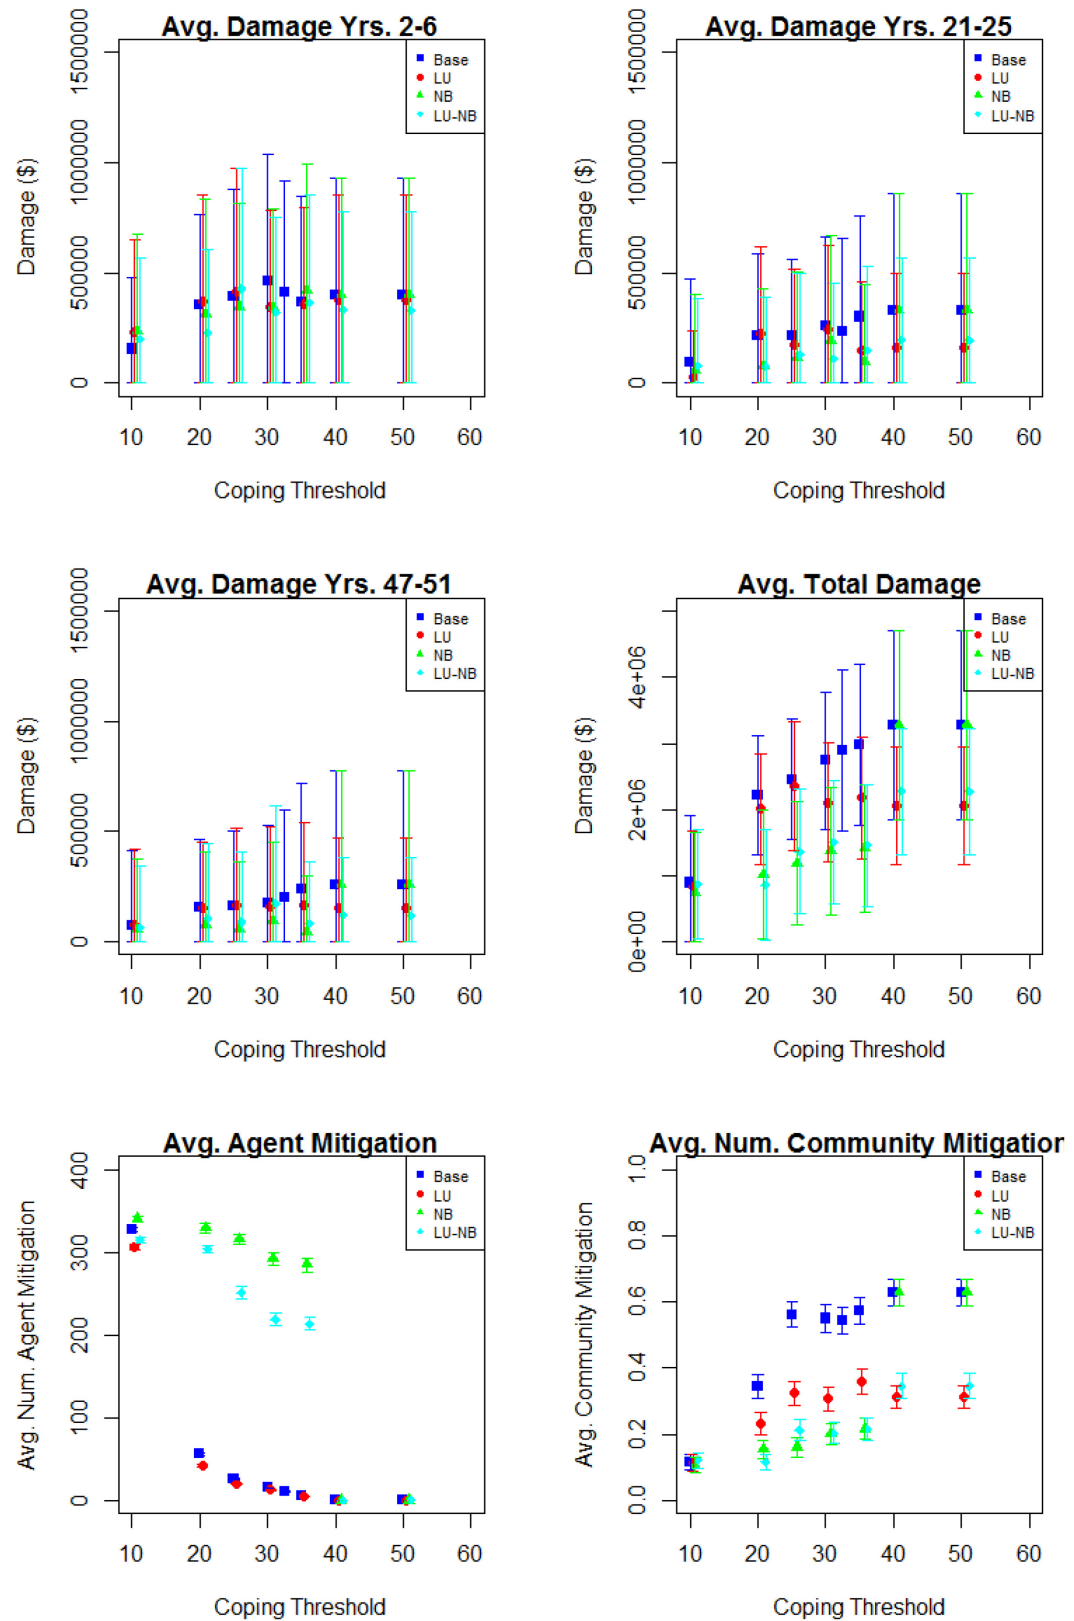 Avg. Damage Yrs. 2-6
Damage ($)
0 500000 1000000 1500000
Base
LU
NB
LU-NB
10 20 30 40 50 60
Coping Threshold
Avg. Damage Yrs. 21-25
Damage ($)
0 500000 1000000 1500000
Base
LU
NB
LU-NB
10 20 30 40 50 60
Coping Threshold
Avg. Damage Yrs. 47-51
Damage ($)
0 500000 1000000 1500000
Base
LU
NB
LU-NB
10 20 30 40 50 60
Coping Threshold
Avg. Total Damage
Damage ($)
0e+00 2e+06 4e+06
Base
LU
NB
LU-NB
10 20 30 40 50 60
Coping Threshold
Avg. Agent Mitigation
Avg. Num. Agent Mitigation
0 100 200 300 400
Base
LU
NB
LU-NB
10 20 30 40 50 60
Coping Threshold
Avg. Num. Community Mitigation
Avg. Community Mitigation
0.0 0.2 0.4 0.6 0.8 1.0
Base
LU
NB
LU-NB
10 20 30 40 50 60
Coping Threshold